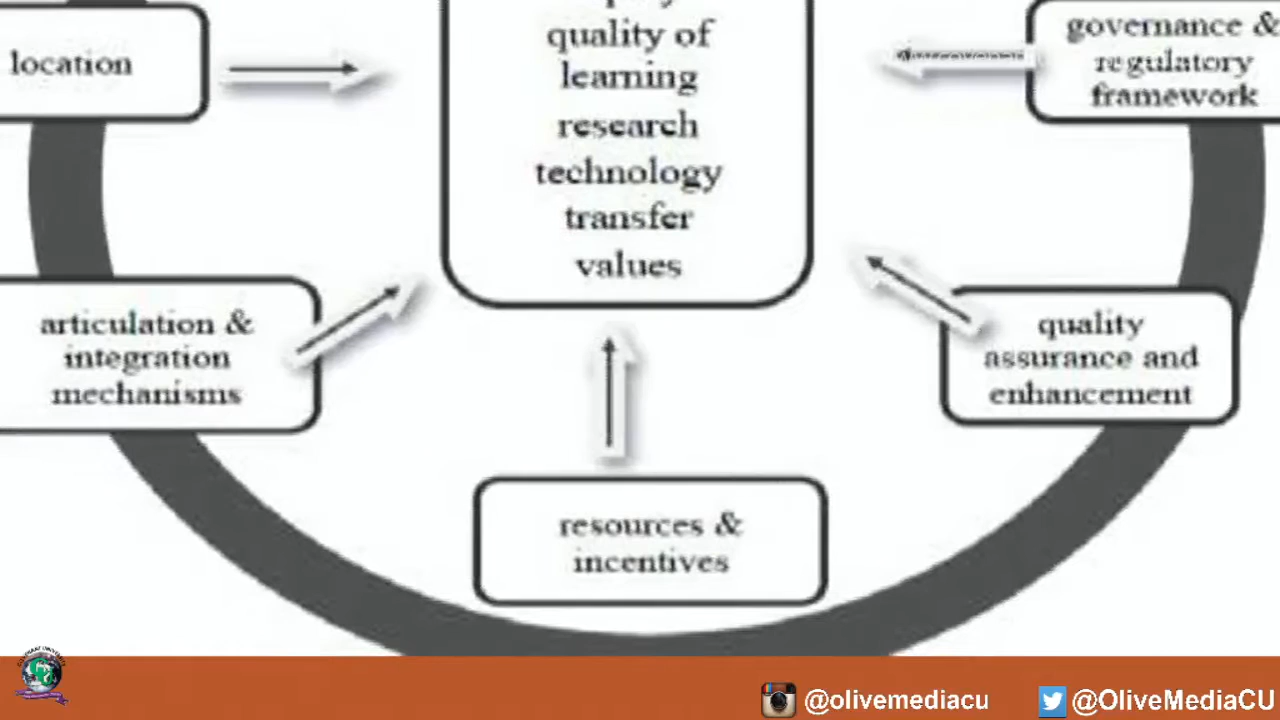 location
quality of
learning
research
technology
transfer
values
governance &
regulatory
framework
articulation &
integration
mechanisms
quality
assurance and
enhancement
resources &
incentives
@olivemediacu
@OliveMediaCU